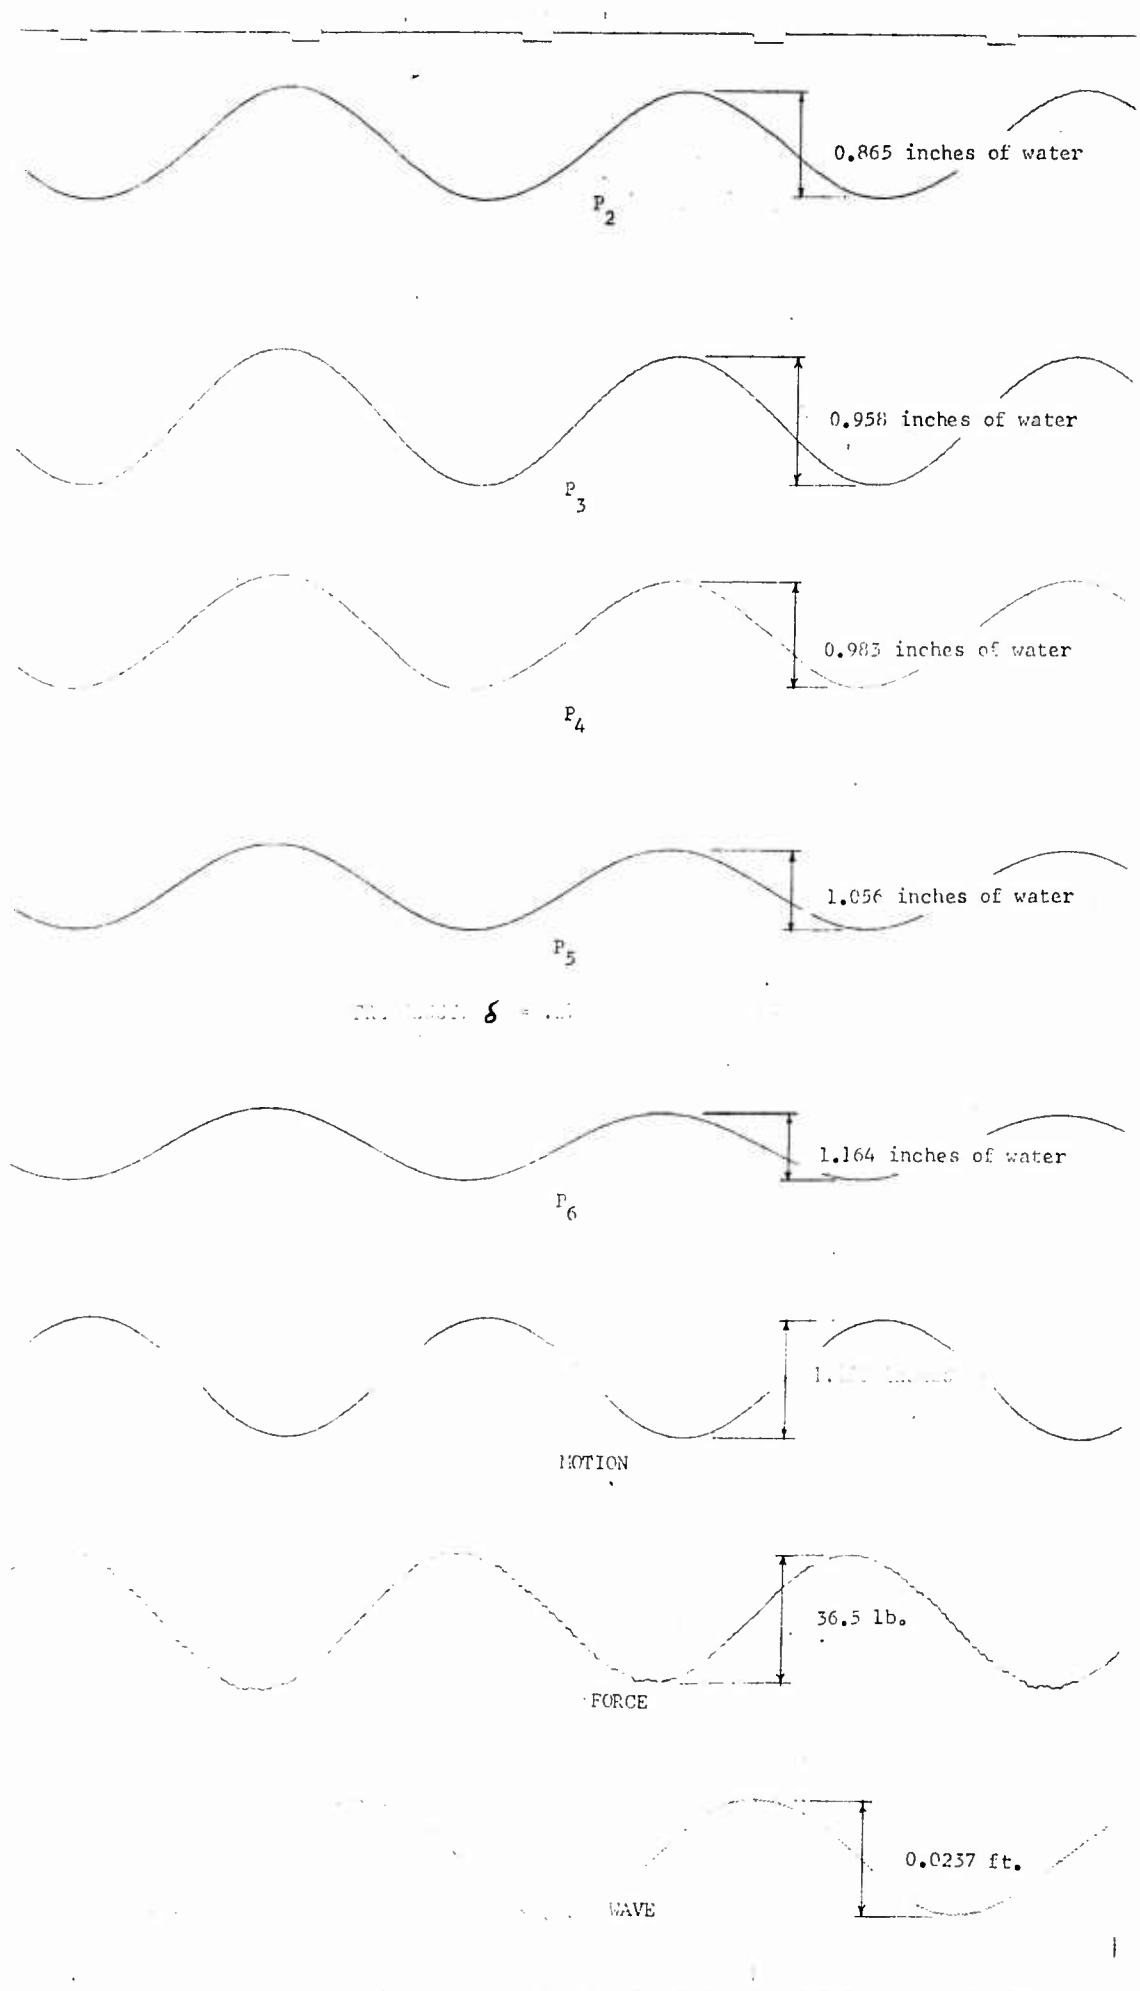 0.865 inches of water
P2
0.958 inches of water
P3
0.983 inches of water
P4
1.056 inches of water
P5
δ =
1.164 inches of water
P6
MOTION
36.5 lb.
FORCE
0.0237 ft.
WAVE